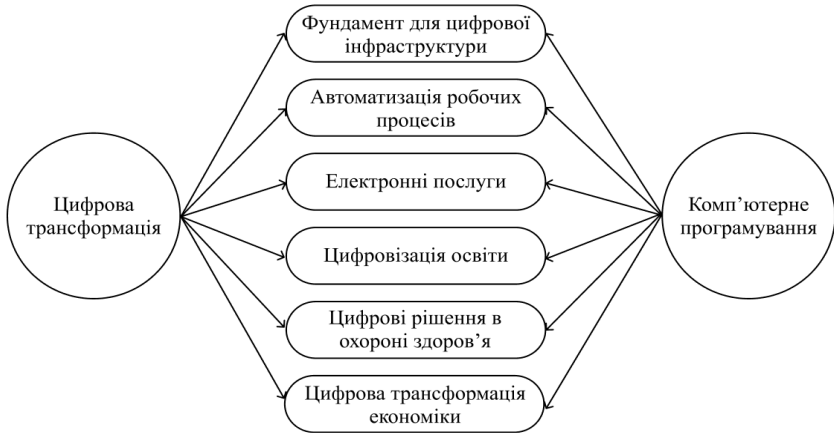 Фундамент для цифрової
інфраструктури
Автоматизація робочих
процесів
Електронні послуги
Цифрова
трансформація
Комп’ютерне
програмування
Цифровізація освіти
Цифрові рішення в
охороні здоров’я
Цифрова трансформація
економіки